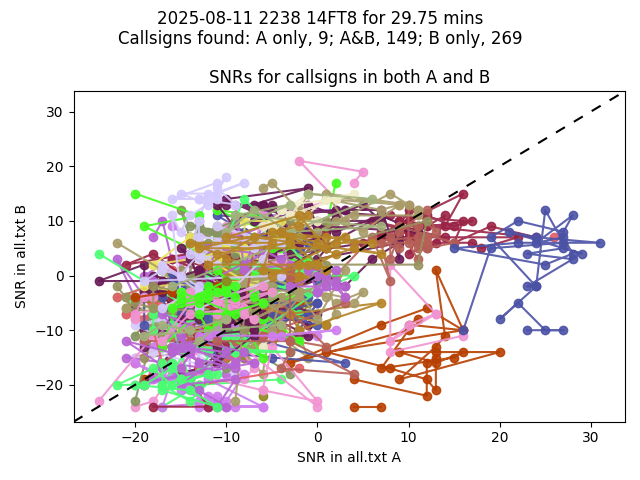 2025-08-11 2238 14FT8 for 29.75 mins
Callsigns found: A only, 9; A&B, 149; B only, 269
SNRs for callsigns in both A and B
30
20
10
0
−10
−20
SNR in all.txt B
−20
−10
0
10
20
30
SNR in all.txt A